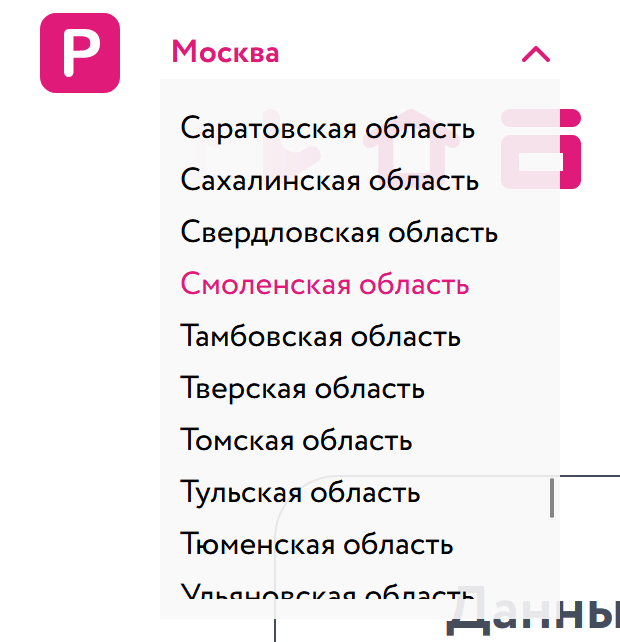 P
Москва
Саратовская область
Сахалинская область
Свердловская область
Смоленская область
Тамбовская область
Тверская область
Томская область
Тульская область
Тюменская область
Ульяновская область
Данны